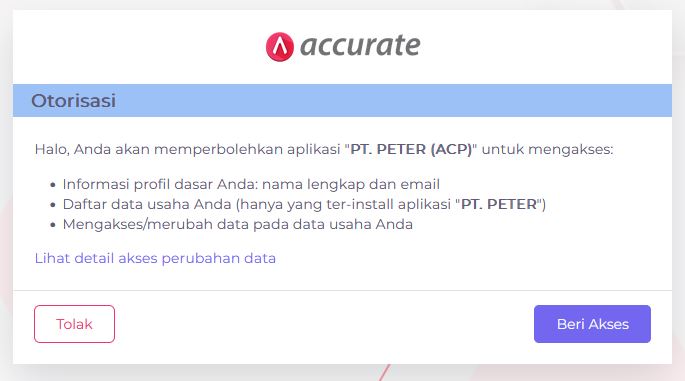 accurate
Otorisasi
Halo, Anda akan memperbolehkan aplikasi "PT. PETER (ACP)" untuk mengakses:
• Informasi profil dasar Anda: nama lengkap dan email
• Daftar data usaha Anda (hanya yang ter-install aplikasi "PT. PETER")
• Mengakses/merubah data pada data usaha Anda
Lihat detail akses perubahan data
Tolak
Beri Akses